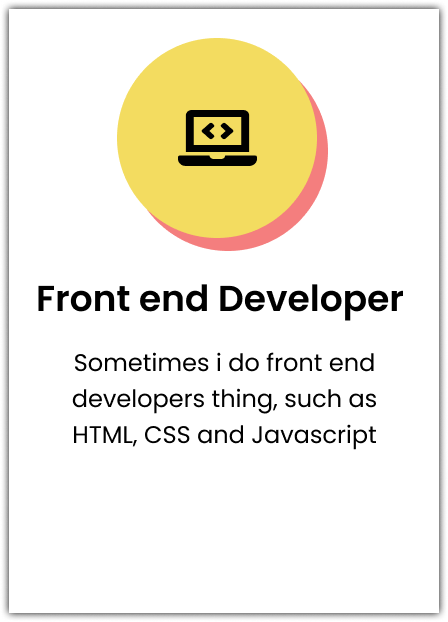 Front end Developer
Sometimes i do front end
developers thing, such as
HTML, CSS and Javascript